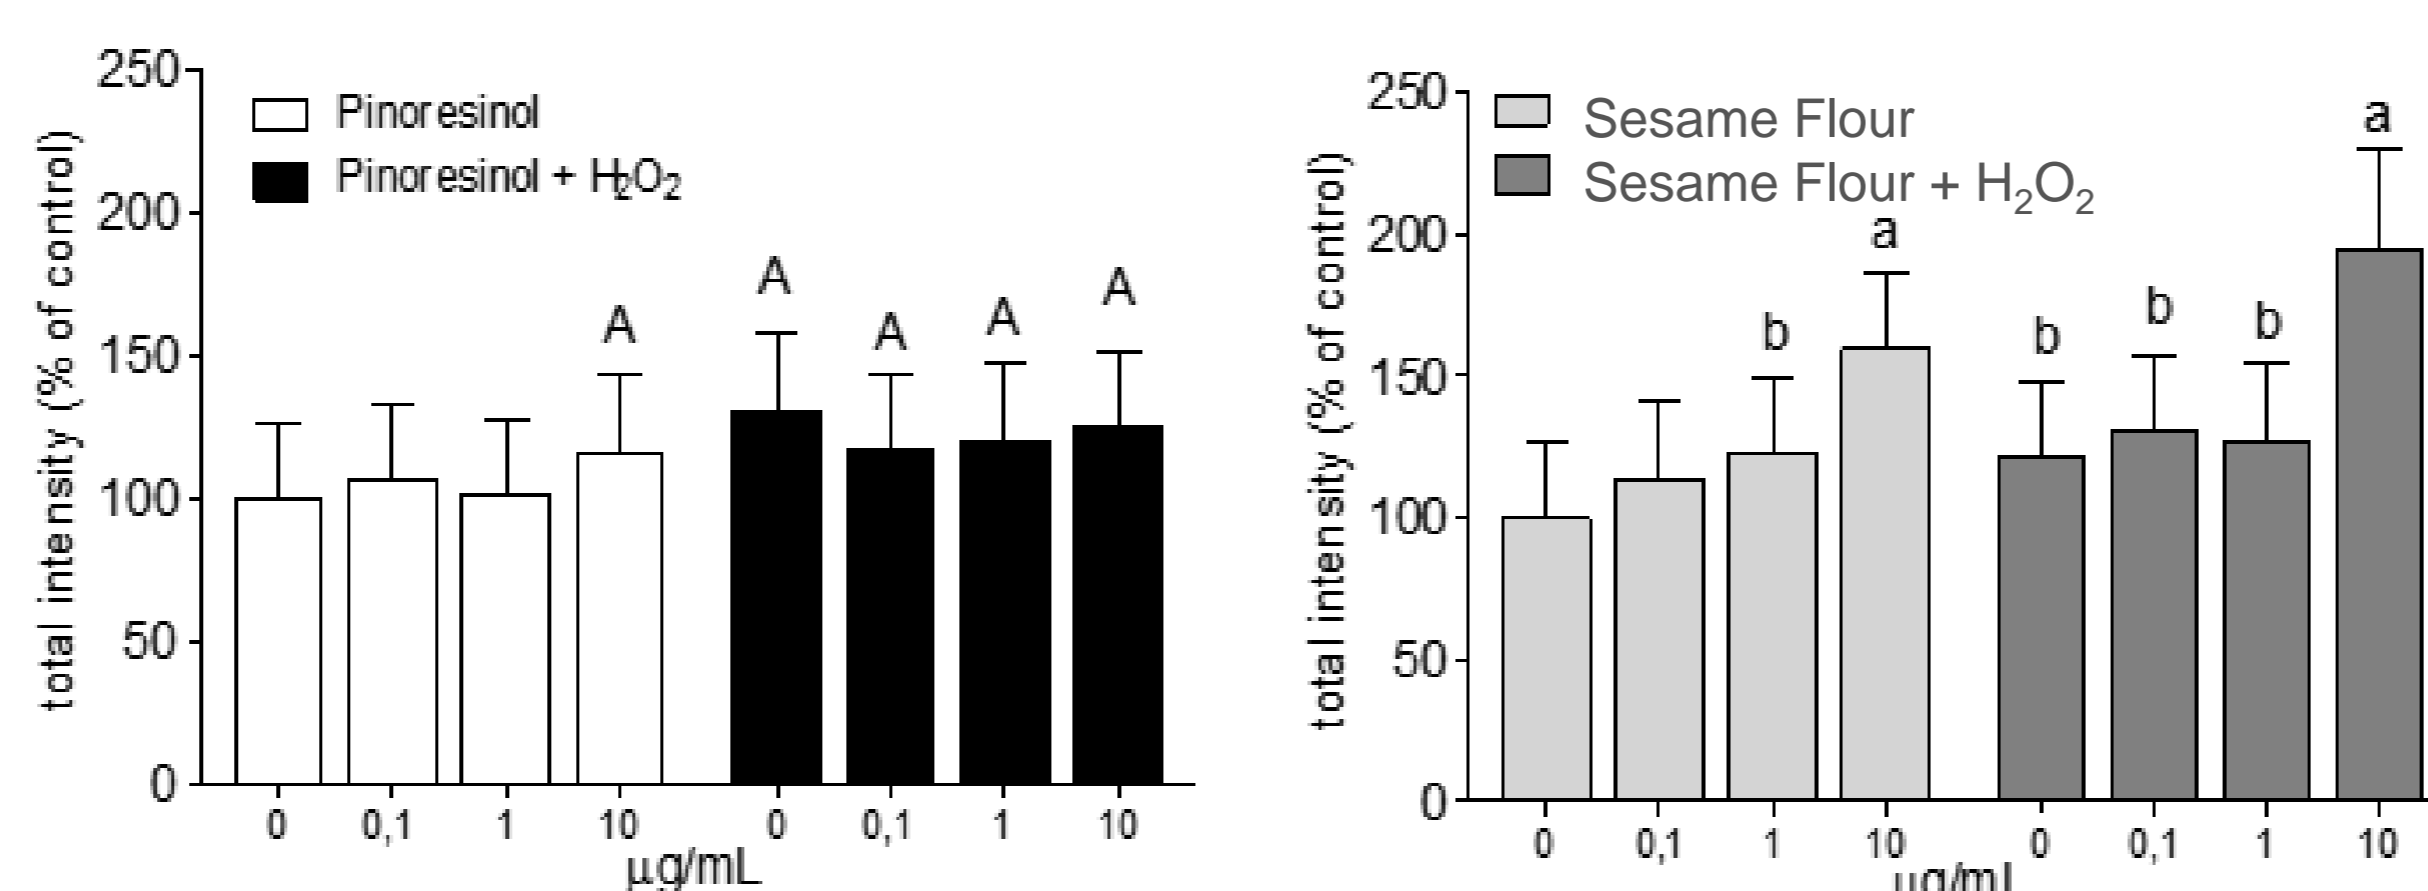 total intensity (% of control)
250
200
150
100
50
0
Pinoresinol
Pinoresinol + H₂O₂
A
A
A
A
A
0 0,1 1 10 0 0,1 1 10
µg/mL
total intensity (% of control)
250
200
150
100
50
0
Sesame Flour
Sesame Flour + H₂O₂
b
a
b
b
b
a
0 0,1 1 10 0 0,1 1 10
µg/mL